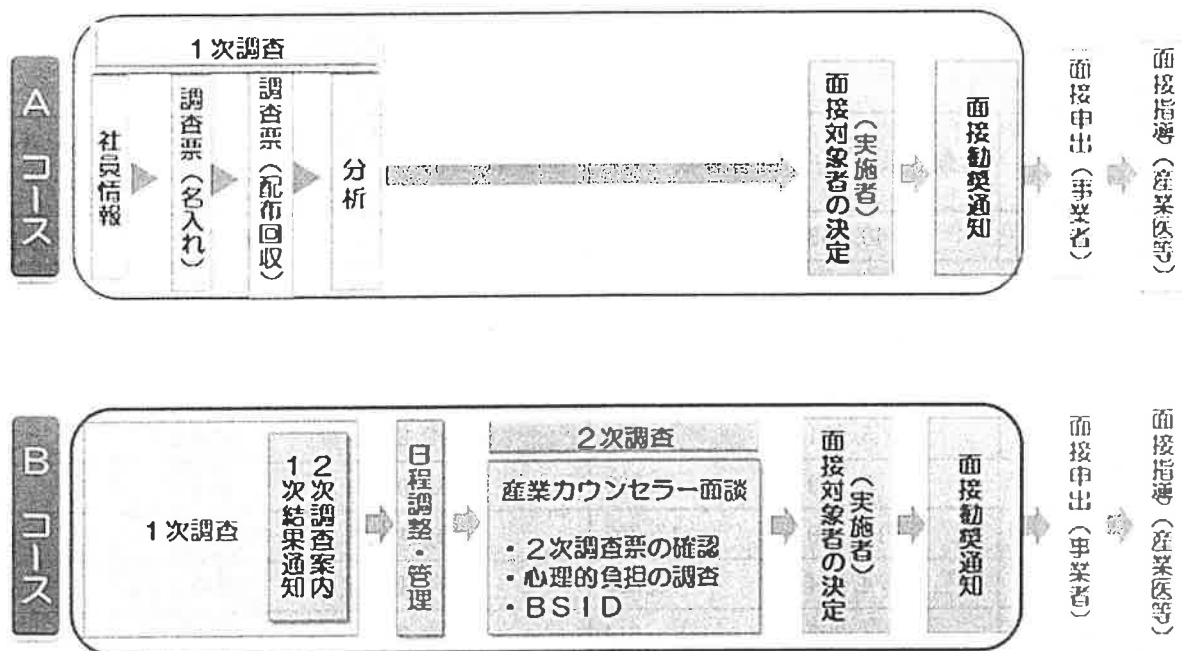 Aコース
1次調査
社員情報
調査票(名入れ)
調査票(配布回収)
分析
面接対象者の決定
(実施者)
面接勧奨通知
面接申出(事業者)
面接指導(産業医等)
Bコース
1次調査
2次調査案内
1次結果通知
日程調整・管理
2次調査
産業カウンセラー面談
・2次調査票の確認
・心理的負担の調査
・BSID
面接対象者の決定
(実施者)
面接勧奨通知
面接申出(事業者)
面接指導(産業医等)